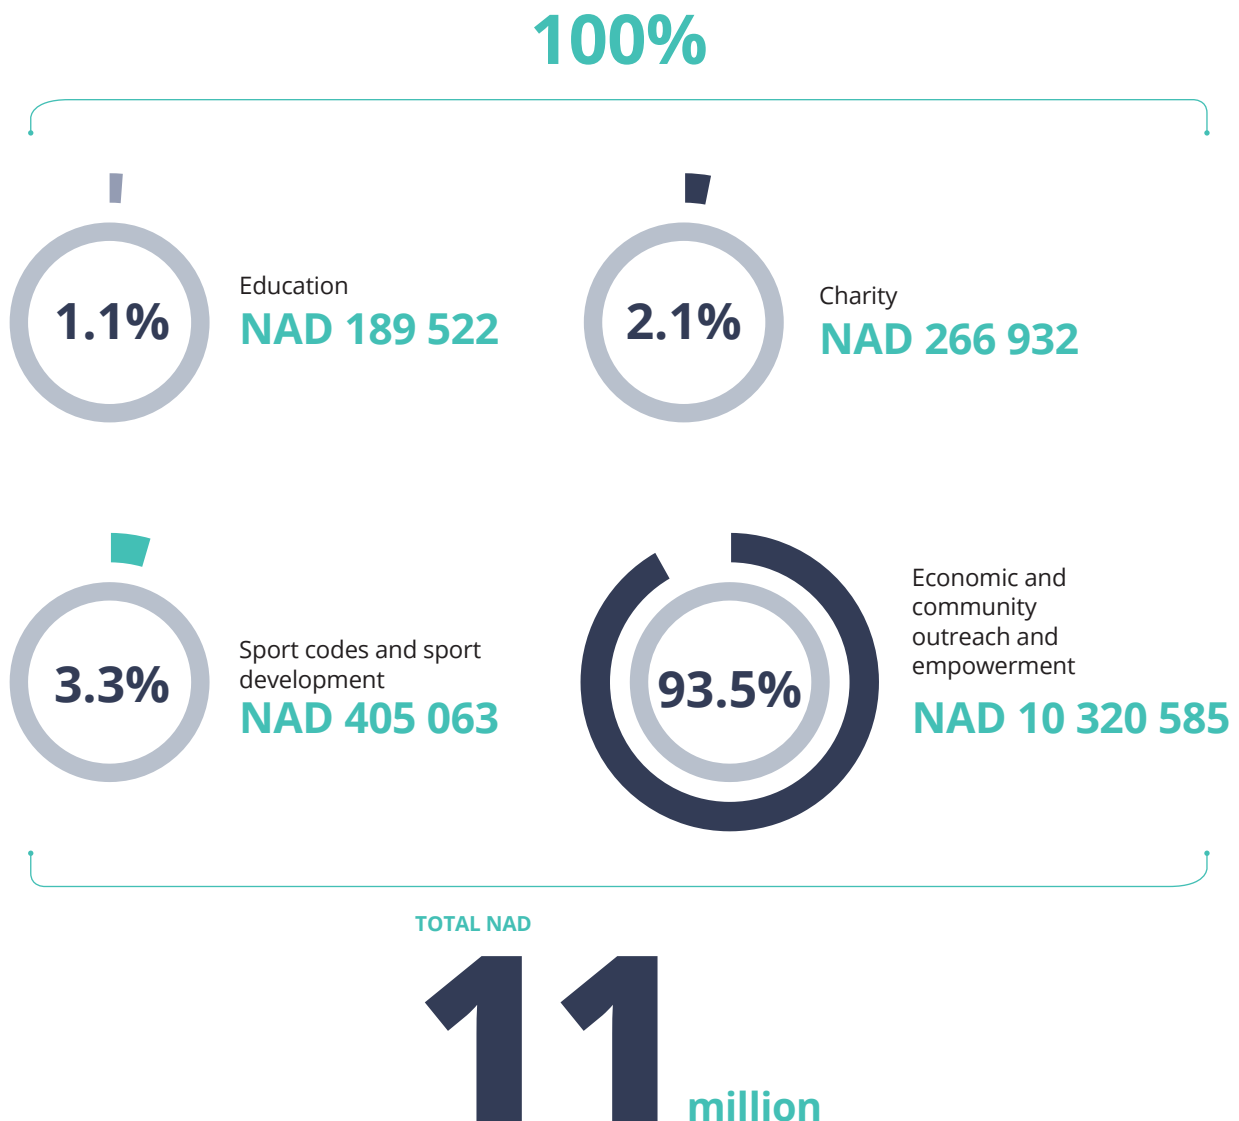 100%
1.1%
Education
NAD 189 522
2.1%
Charity
NAD 266 932
3.3%
Sport codes and sport
development
NAD 405 063
93.5%
Economic and
community
outreach and
empowerment
NAD 10 320 585
TOTAL NAD
11
million